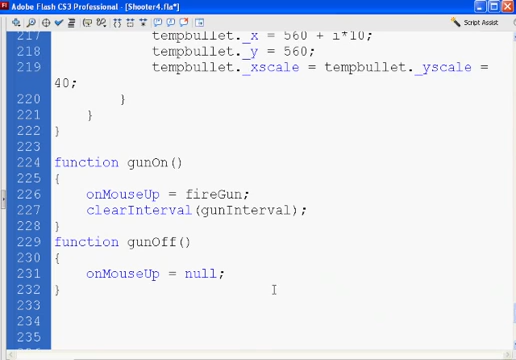 Adobe Flash CS3 Professional - [Shooter4.fla*]
Script Assist
217 tempbullet._x = 560 + i*10;
218 tempbullet._y = 560;
219 tempbullet._xscale = tempbullet._yscale =
40;
220 }
221 }
222 }
223
224 function gunOn()
225 {
226 onMouseUp = fireGun;
227 clearInterval(gunInterval);
228 }
229 function gunOff()
230 {
231 onMouseUp = null;
232 }
233
234
235